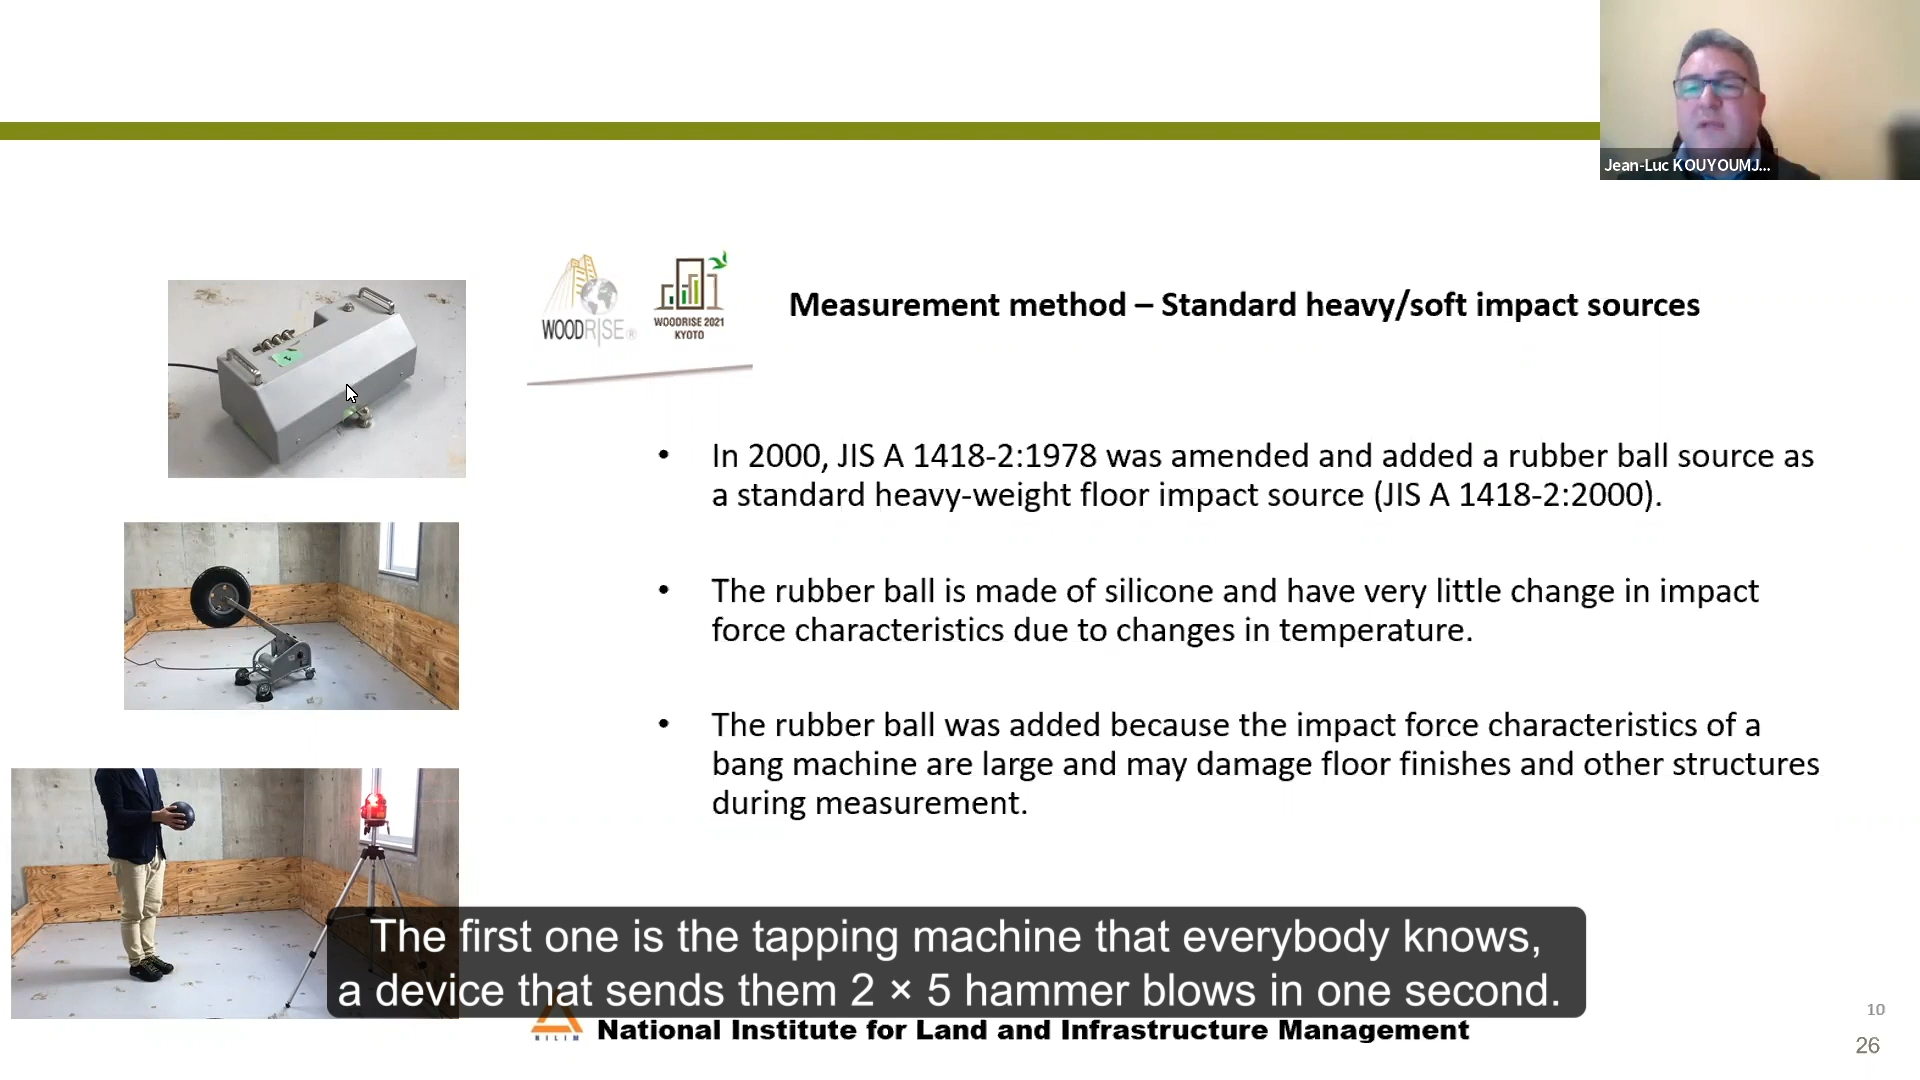 Jean-Luc KOUYOUMJ...
WOODRISE®
WOODRISE 2021
KYOTO
Measurement method – Standard heavy/soft impact sources
• In 2000, JIS A 1418-2:1978 was amended and added a rubber ball source as
a standard heavy-weight floor impact source (JIS A 1418-2:2000).
• The rubber ball is made of silicone and have very little change in impact
force characteristics due to changes in temperature.
• The rubber ball was added because the impact force characteristics of a
bang machine are large and may damage floor finishes and other structures
during measurement.
The first one is the tapping machine that everybody knows,
a device that sends them 2 × 5 hammer blows in one second.
NILIM
National Institute for Land and Infrastructure Management
10
26